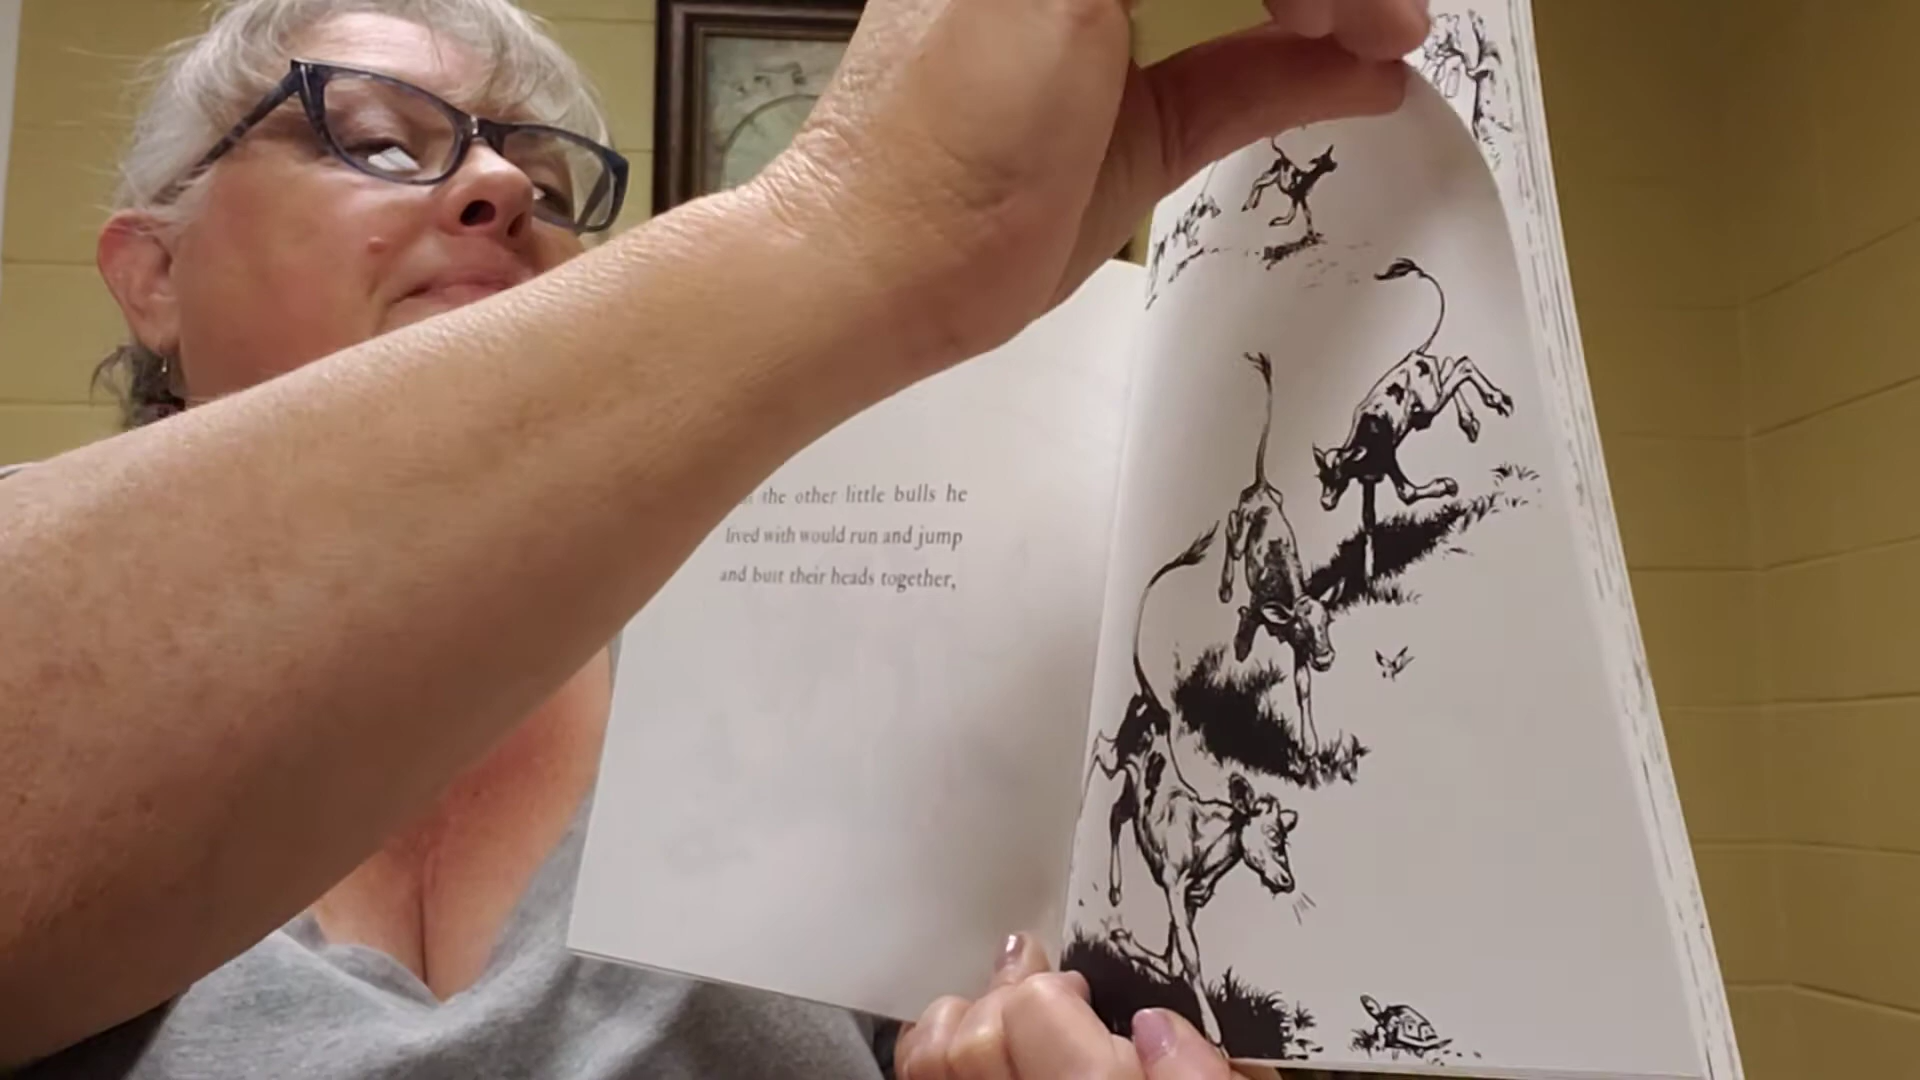 the other little bulls he
lived with would run and jump
and butt their heads together,